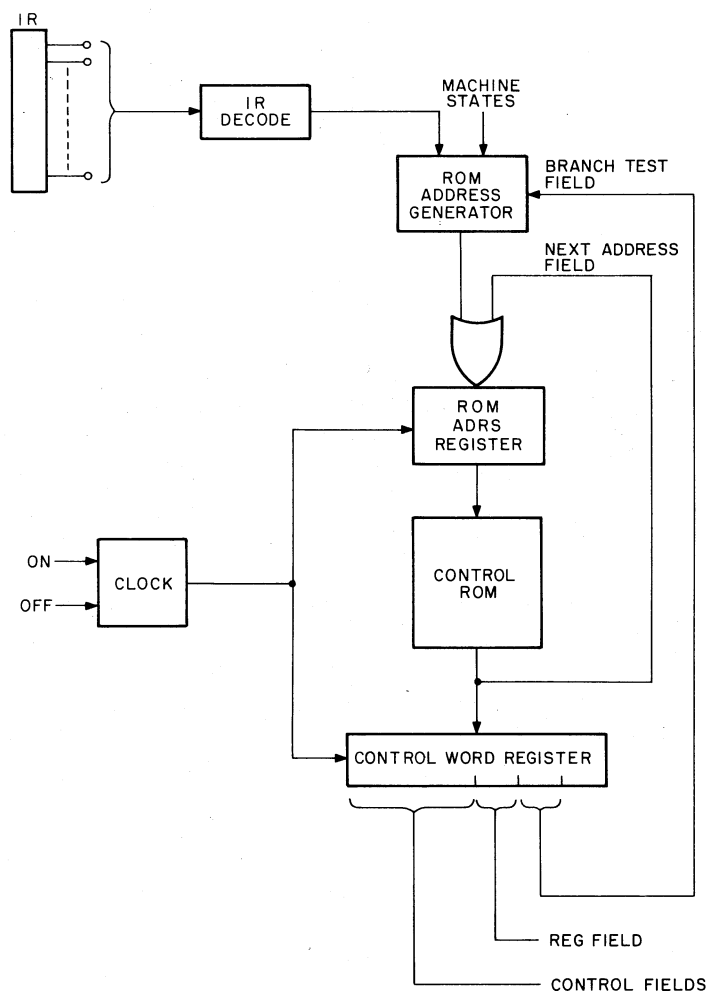 IR
IR
DECODE
MACHINE
STATES
ROM
ADDRESS
GENERATOR
BRANCH TEST
FIELD
NEXT ADDRESS
FIELD
ROM
ADRS
REGISTER
ON
OFF
CLOCK
CONTROL
ROM
CONTROL WORD REGISTER
REG FIELD
CONTROL FIELDS